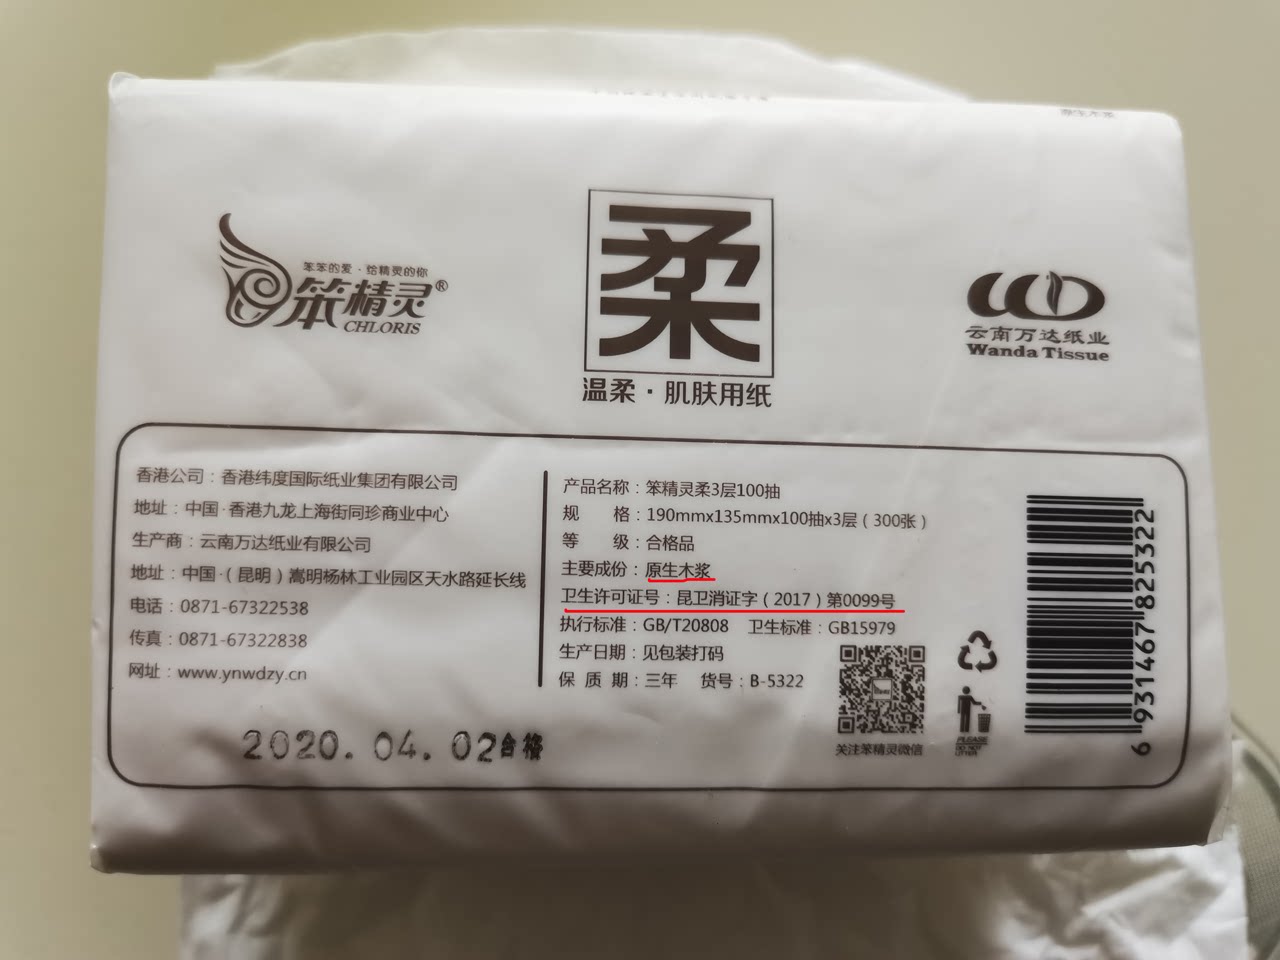 原生木浆
笨笨的爱·给精灵的你
笨精灵®
CHLORIS
柔
温柔·肌肤用纸
云南万达纸业
Wanda Tissue
香港公司：香港纬度国际纸业集团有限公司
地址：中国·香港九龙上海街同珍商业中心
生产商：云南万达纸业有限公司
地址：中国·(昆明)嵩明杨林工业园区天水路延长线
电话：0871-67322538
传真：0871-67322838
网址：www.ynwdzy.cn
2020.04.02合格
产品名称：笨精灵柔3层100抽
规 格：190mmx135mmx100抽x3层（300张）
等 级：合格品
主要成份：原生木浆
卫生许可证号：昆卫消证字（2017）第0099号
执行标准：GB/T20808 卫生标准：GB15979
生产日期：见包装打码
保 质 期：三年 货号：B-5322
关注笨精灵微信
PLEASE
DO NOT
LITTER
6 931467 825322